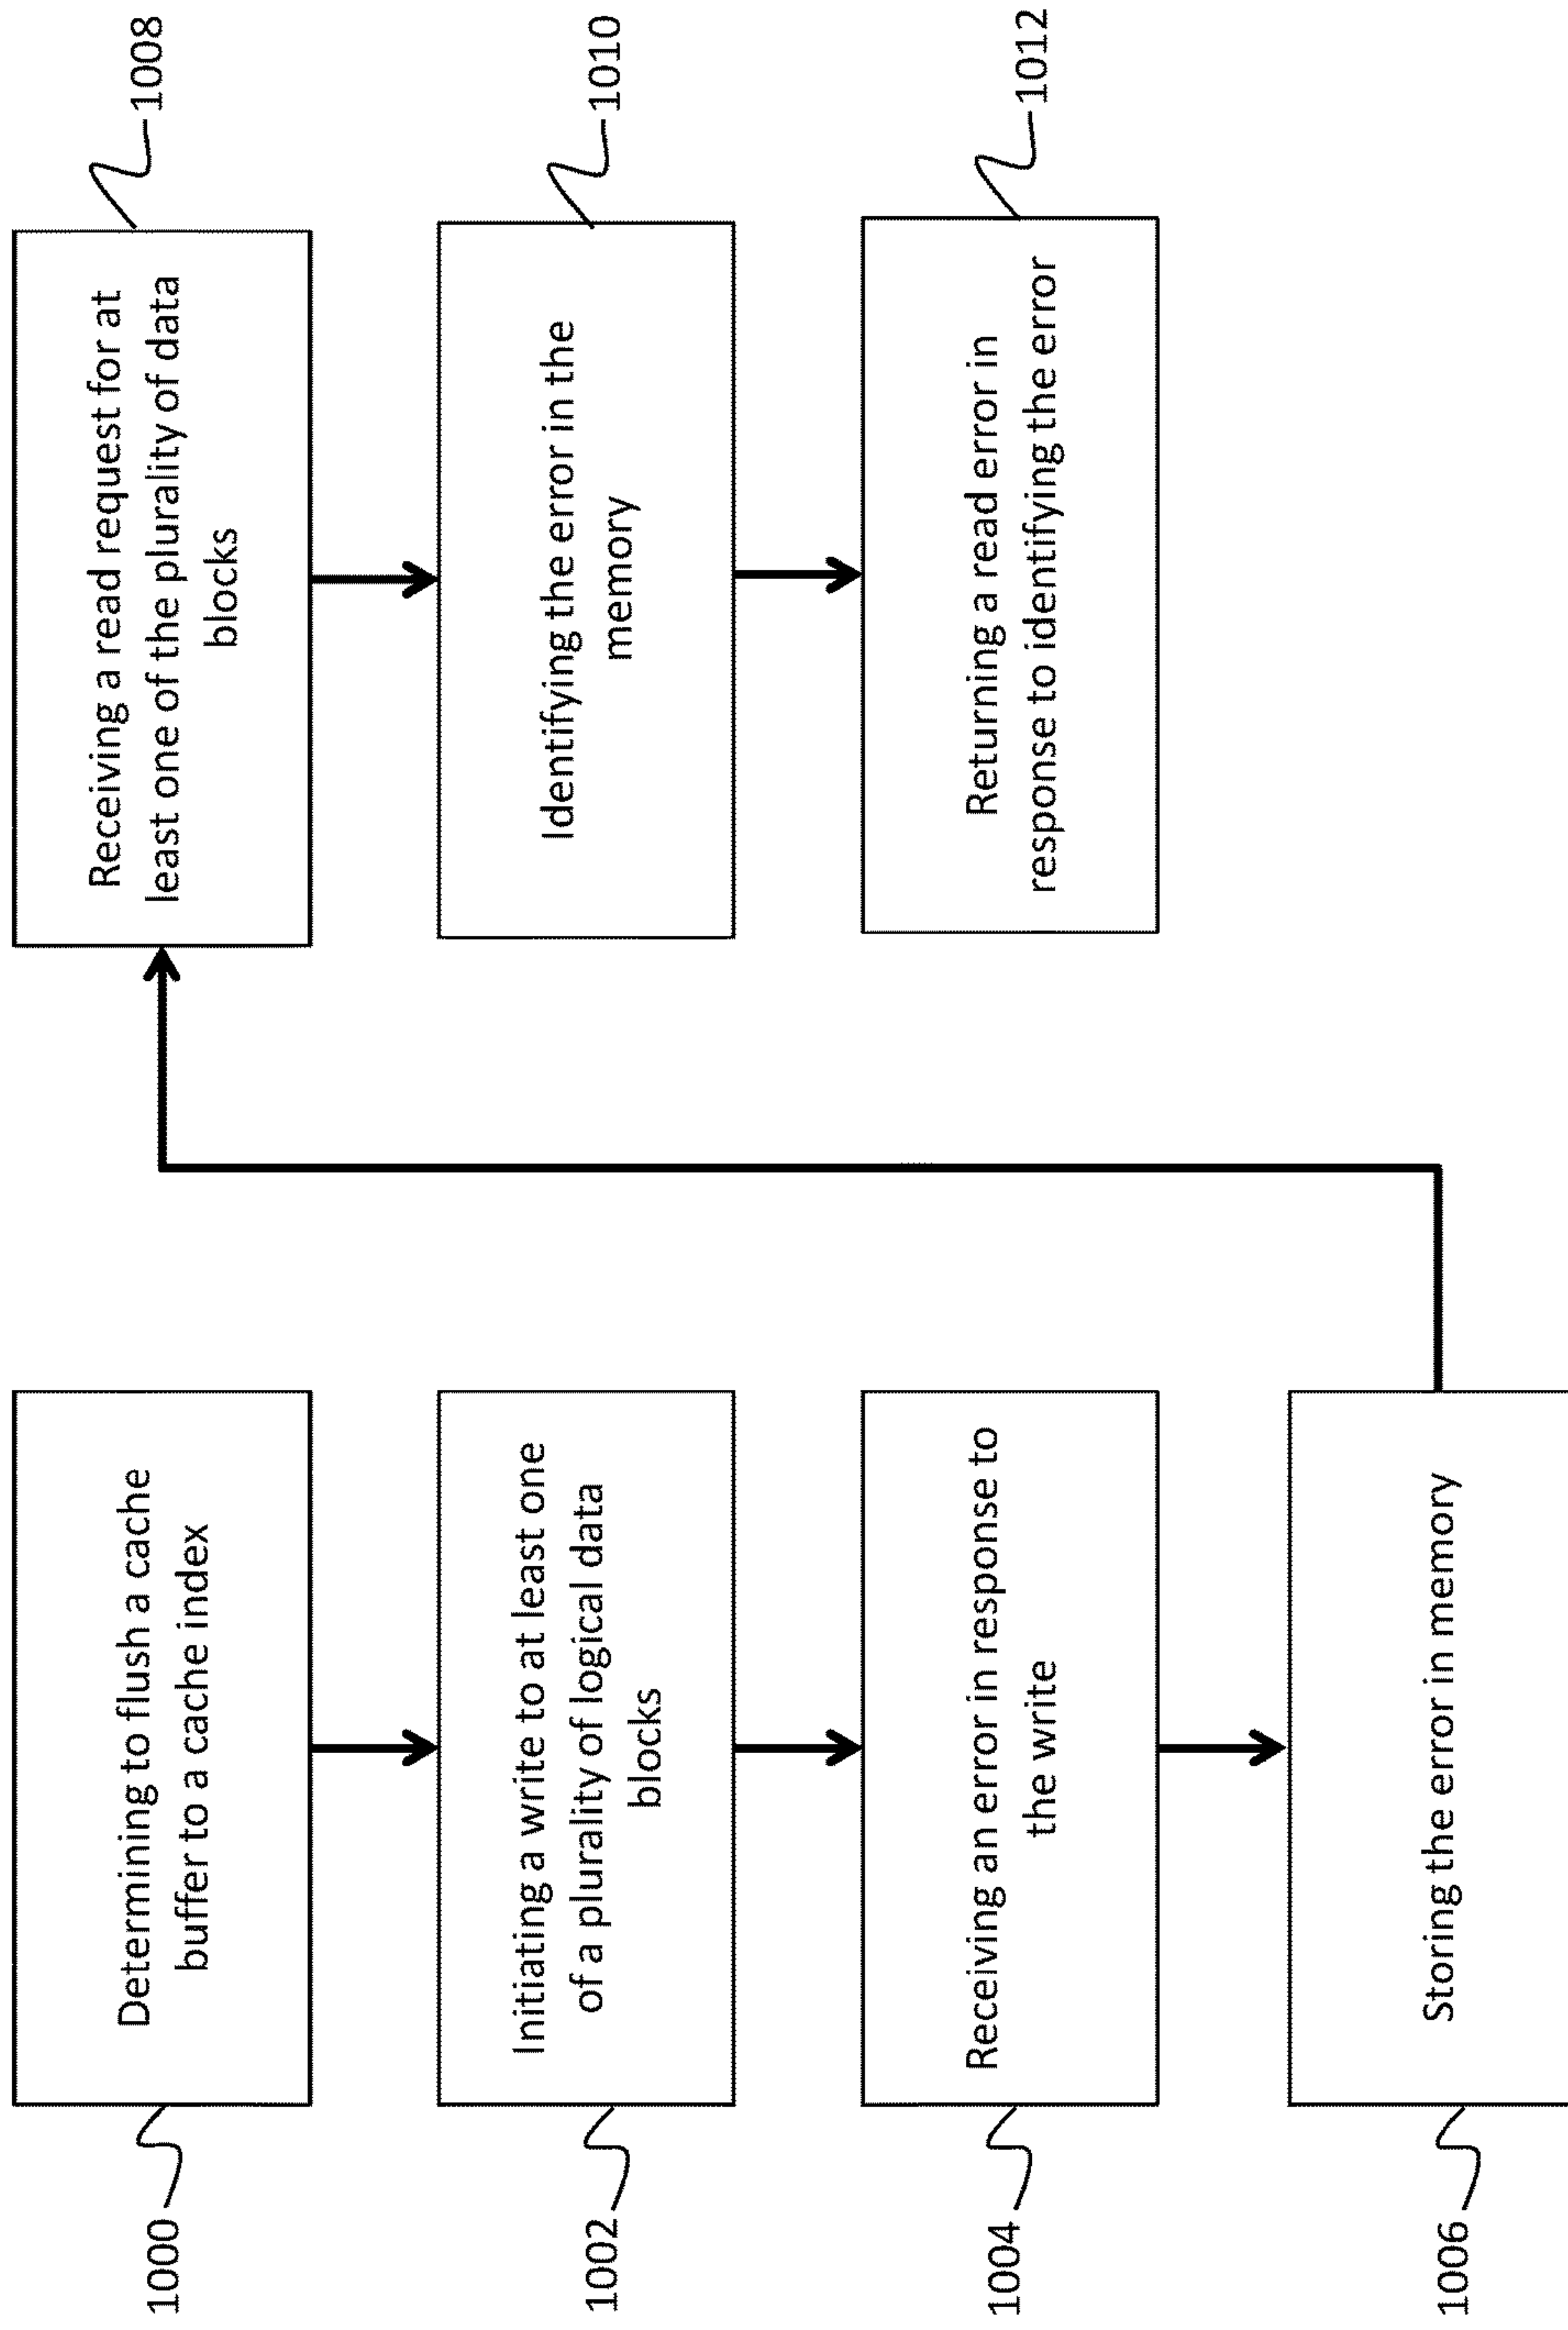 1000
Determining to flush a cache
buffer to a cache index
1002
Initiating a write to at least one
of a plurality of logical data
blocks
1004
Receiving an error in response to
the write
1006
Storing the error in memory
Receiving a read request for at
least one of the plurality of data
blocks
1008
Identifying the error in the
memory
1010
Returning a read error in
response to identifying the error
1012